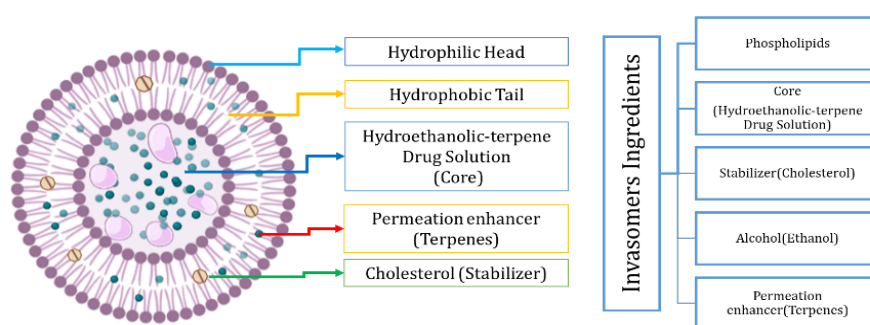 Hydrophilic Head
Hydrophobic Tail
Hydroethanolic-terpene
Drug Solution
(Core)
Permeation enhancer
(Terpenes)
Cholesterol (Stabilizer)
Invasomers Ingredients
Phospholipids
Core
(Hydroethanolic-terpene
Drug Solution)
Stabilizer(Cholesterol)
Alcohol(Ethanol)
Permeation
enhancer(Terpenes)